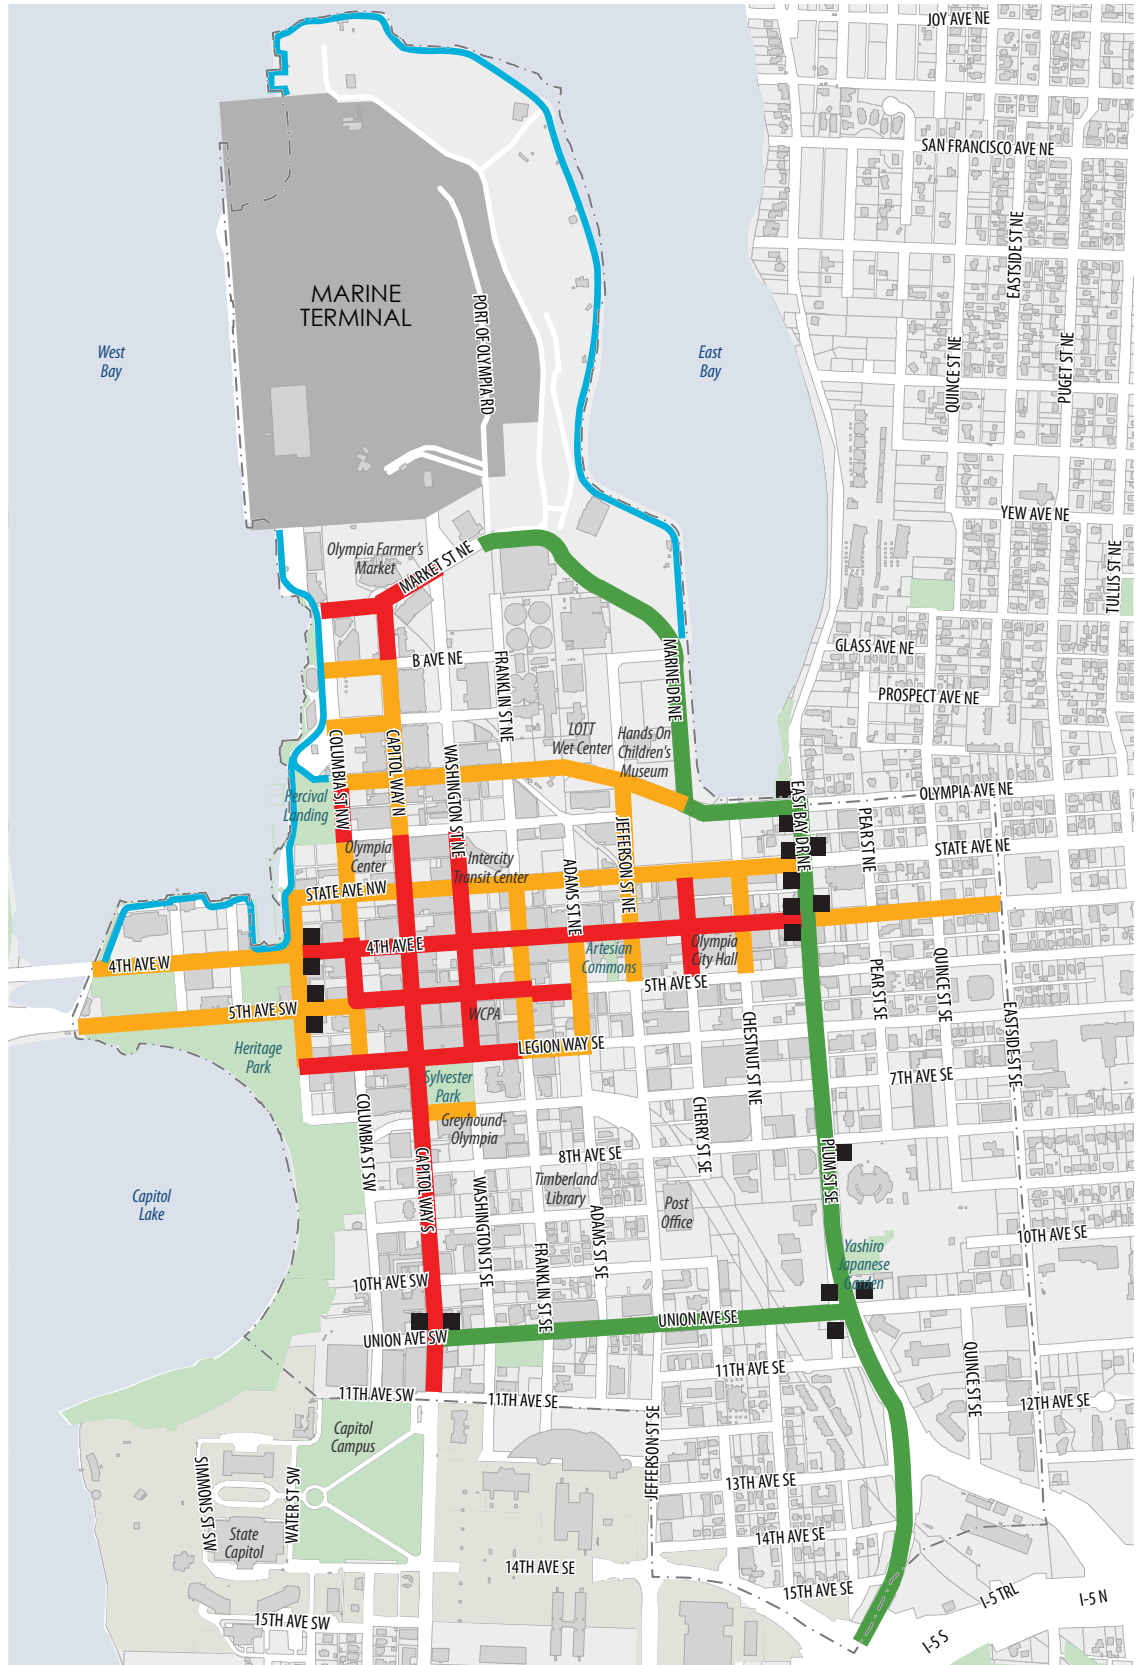 JOY AVE NE
SAN FRANCISCO AVE NE
EASTSIDE ST NE
MARINE
TERMINAL
PORT OF OLYMPIA RD
West
Bay
East
Bay
QUINCE ST NE
PUGET ST NE
YEW AVE NE
TULLIS ST NE
Olympia Farmer's
Market
MARKET ST NE
GLASS AVE NE
B AVE NE
FRANKLIN ST NE
MARINE DR NE
PROSPECT AVE NE
LOTT
Wet Center
Hands On
Children's
Museum
COLUMBIA ST NW
CAPITOL WAY N
WASHINGTON ST NE
Percival
Landing
EAST BAY DR NE
OLYMPIA AVE NE
JEFFERSON ST NE
PEAR ST NE
STATE AVE NE
Olympia
Center
Intercity
Transit Center
ADAMS ST NE
STATE AVE NW
4TH AVE E
Artesian
Commons
Olympia
City Hall
4TH AVE W
5TH AVE SE
PEAR ST SE
QUINCE ST SE
5TH AVE SW
WCPA
CHESTNUT ST NE
EASTSIDE ST SE
LEGION WAY SE
Heritage
Park
Sylvester
Park
7TH AVE SE
COLUMBIA ST SW
Greyhound-
Olympia
CHERRY ST SE
8TH AVE SE
PLUM ST SE
CAPITOL WAY S
WASHINGTON ST SE
Timberland
Library
ADAMS ST SE
Post
Office
Capitol
Lake
Yashiro
Japanese
Garden
10TH AVE SE
10TH AVE SW
FRANKLIN ST SE
UNION AVE SW
UNION AVE SE
11TH AVE SE
QUINCE ST SE
11TH AVE SW
11TH AVE SE
12TH AVE SE
JEFFERSON ST SE
Capitol
Campus
SIMMONS ST SW
WATER ST SW
13TH AVE SE
State
Capitol
14TH AVE SE
14TH AVE SE
15TH AVE SE
15TH AVE SW
I-5 TRL
I-5 N
I-5 S